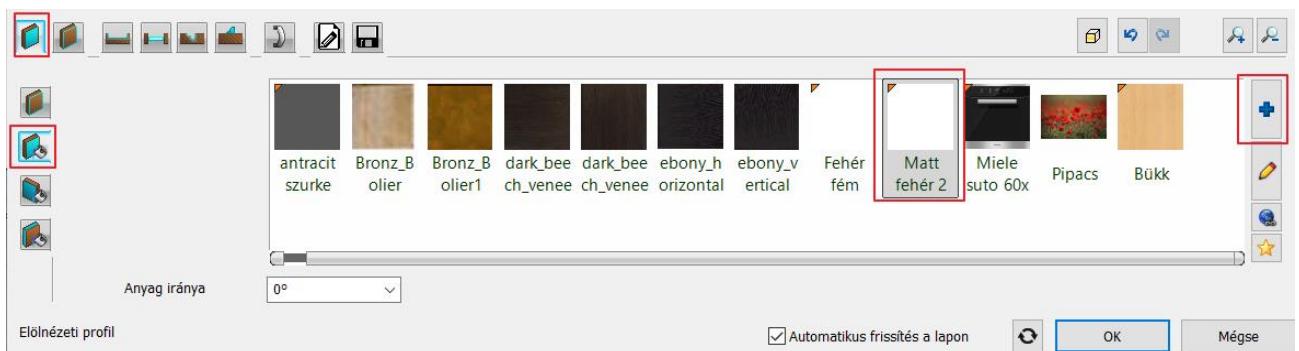 antracit szurke
Bronz_B olier
Bronz_B olier1
dark_bee ch_venee
dark_bee ch_venee
ebony_h orizontal
ebony_v ertical
Fehér fém
Matt fehér 2
Miele suto 60x
Pipacs
Bükk
Anyag iránya
0°
Elölnézeti profil
Automatikus frissítés a lapon
OK
Mégse